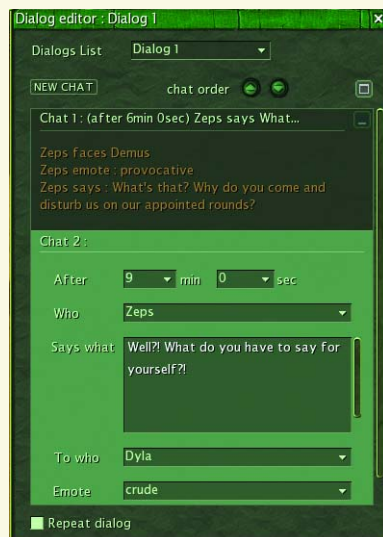 Dialog editor : Dialog 1
Dialogs List Dialog 1
NEW CHAT chat order
Chat 1 : (after 6min 0sec) Zeps says What...
Zeps faces Demus
Zeps emote : provocative
Zeps says : What's that? Why do you come and
disturb us on our appointed rounds?
Chat 2 :
After 9 min 0 sec
Who Zeps
Says what Well?! What do you have to say for
yourself?!
To who Dyla
Emote crude
Repeat dialog